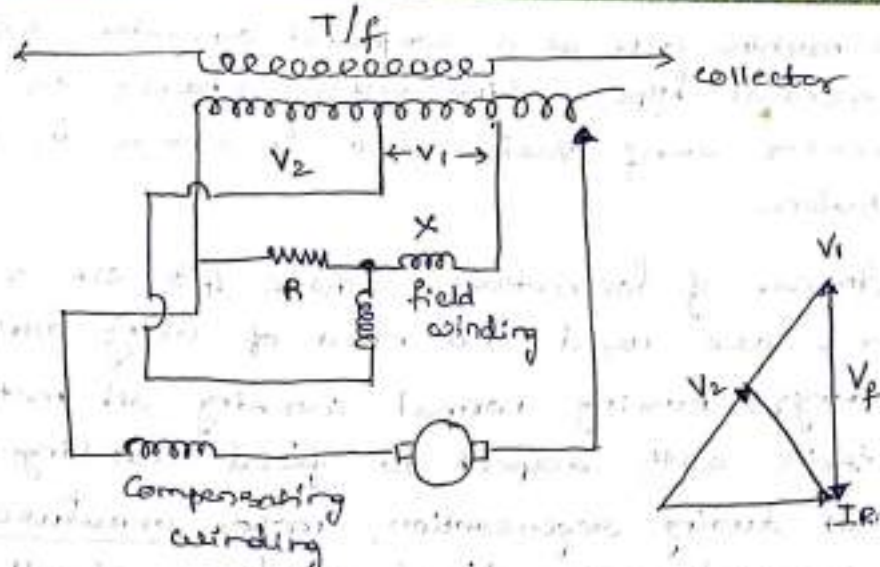 T/f
collector
V2
←V1→
X
R
field
winding
Compensating
winding
V1
V2
Vf
IR